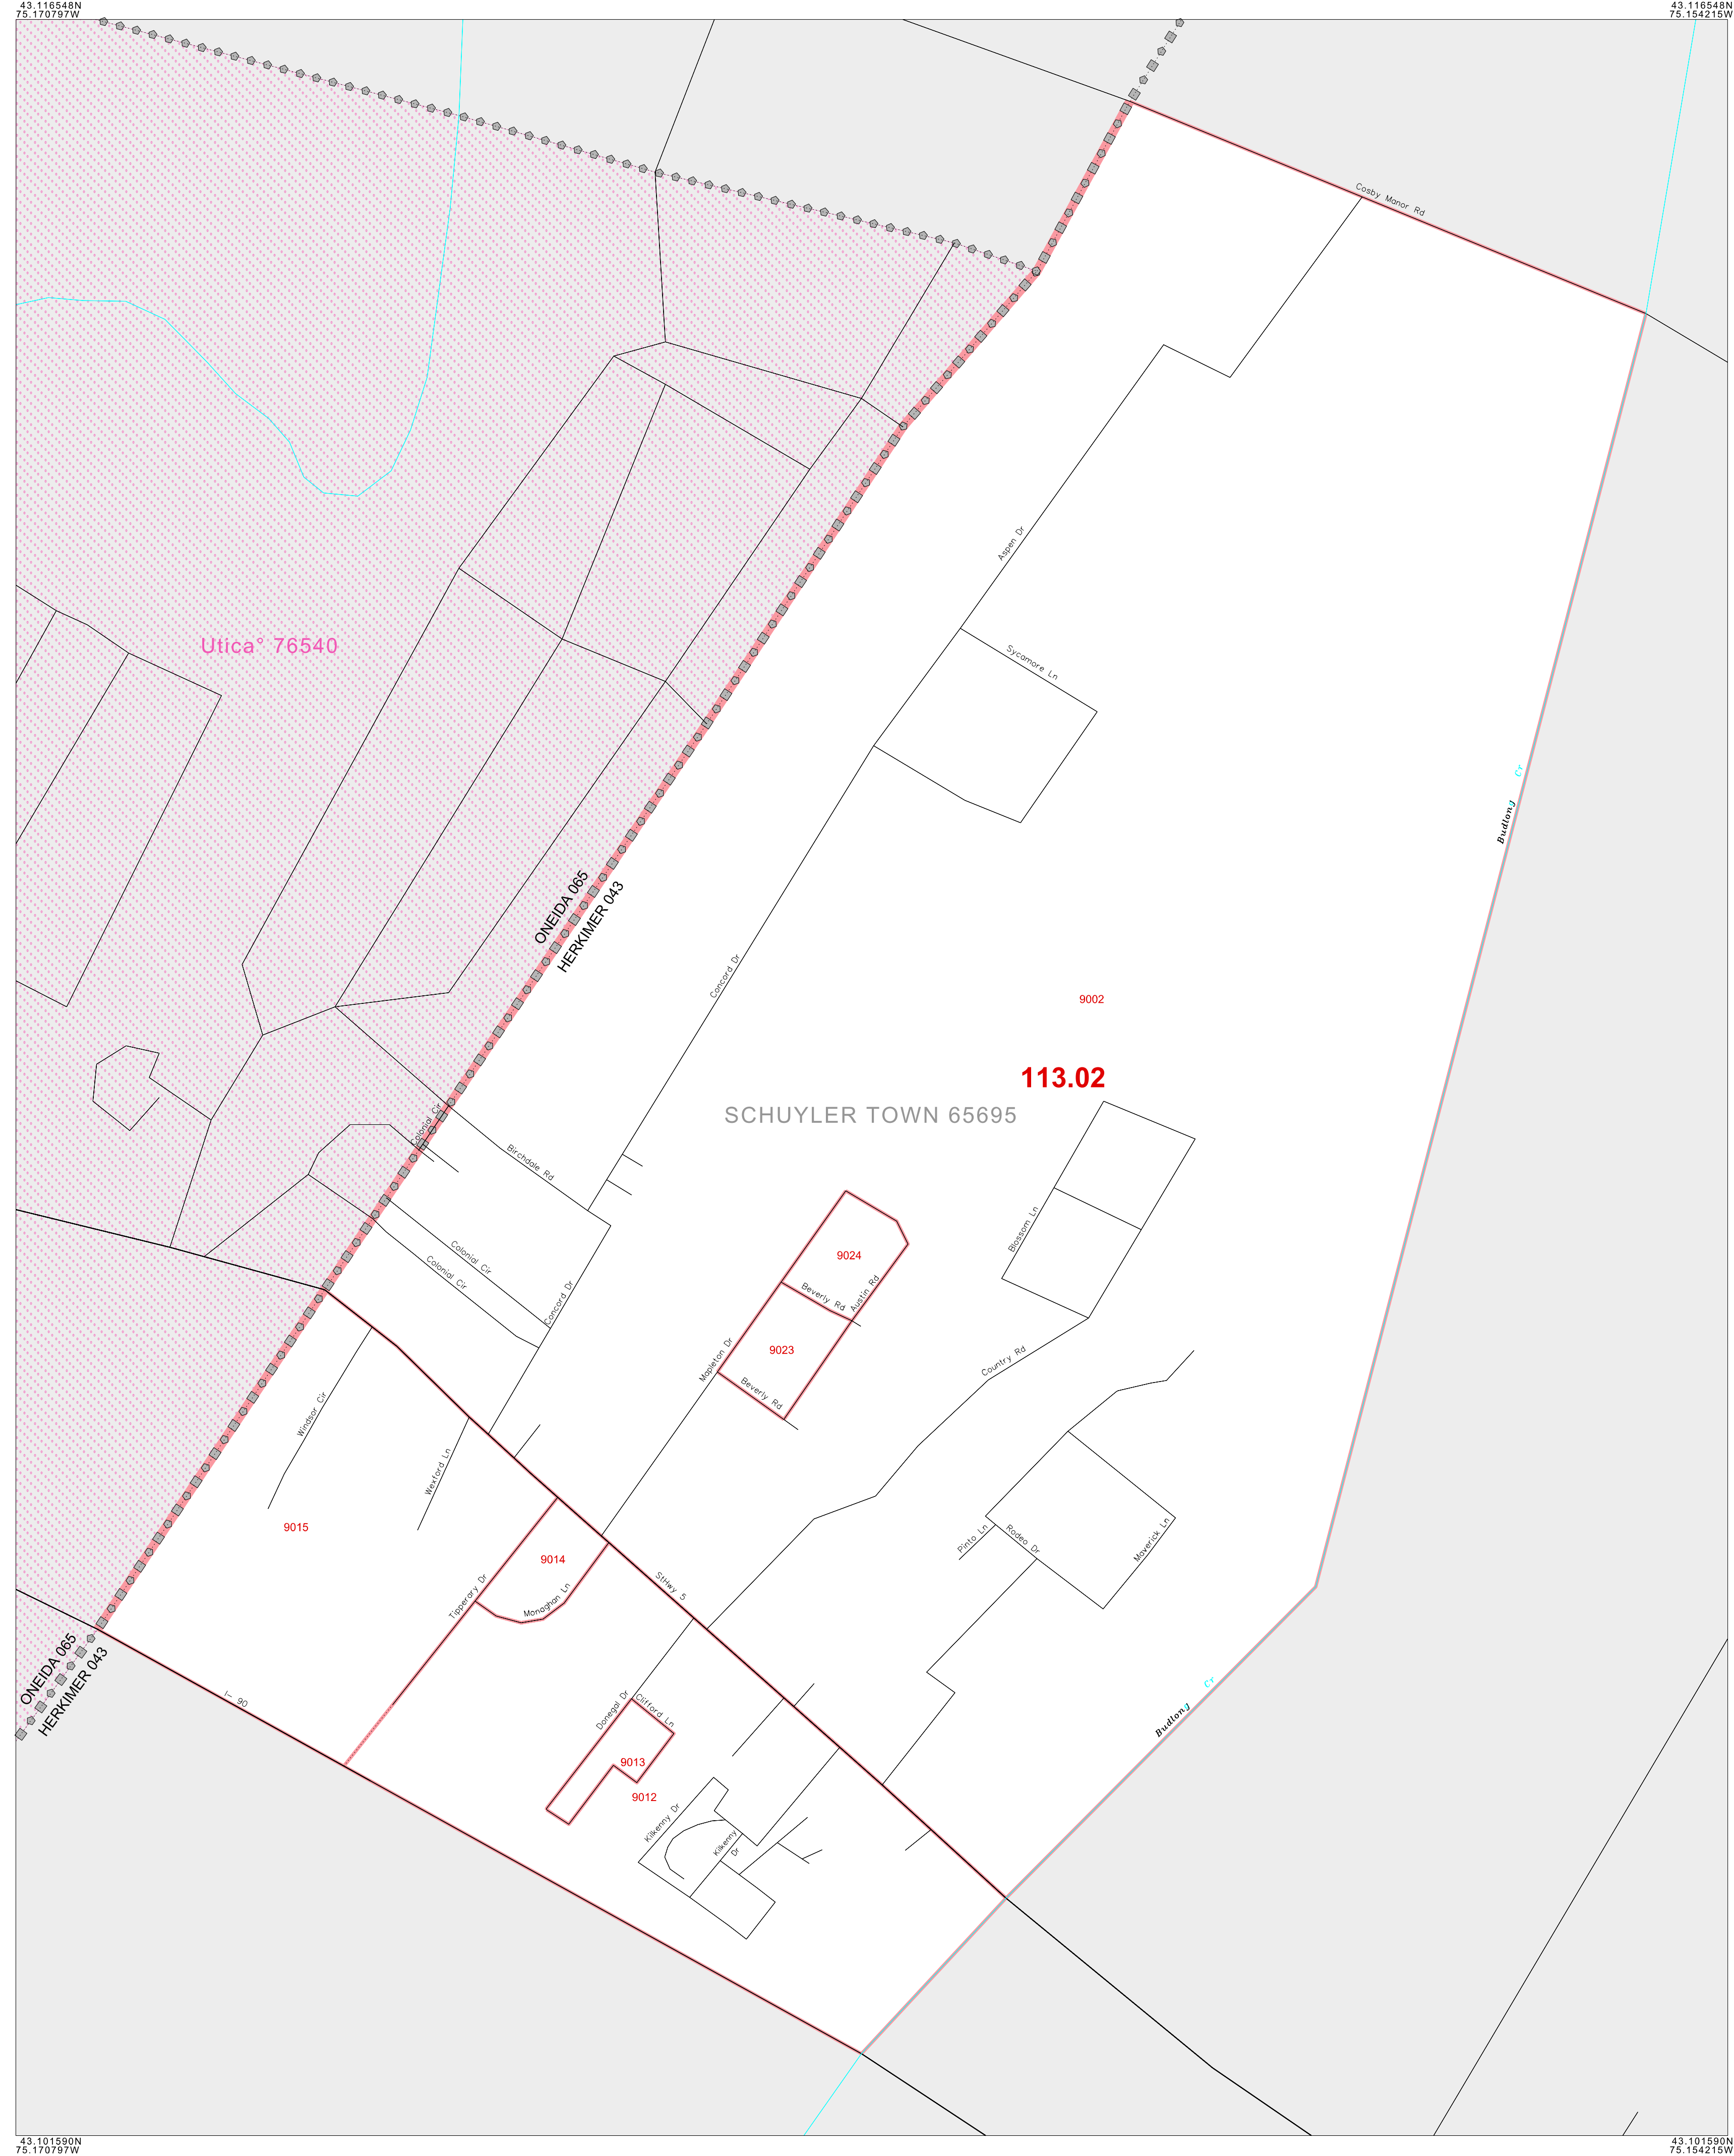 43.116548N
75.170797W
43.116548N
75.154215W
Cosby Manor Rd
Aspen Dr
Utica° 76540
Sycamore Ln
Budlong Cr
ONEIDA 065
HERKIMER 043
Concord Dr
9002
113.02
SCHUYLER TOWN 65695
Colonial Cir
Birchdale Rd
Blossom Ln
Colonial Cir
Colonial Cir
9024
Beverly Rd
Austin Rd
Concord Dr
Mapleton Dr
9023
Beverly Rd
Country Rd
Windsor Cir
Wexford Ln
9015
9014
Pinto Ln
Rodeo Dr
Maverick Ln
Tipperary Dr
Monaghan Ln
StHwy 5
ONEIDA 065
HERKIMER 043
I- 90
Donegal Dr
Clifford Ln
Budlong Cr
9013
9012
Kilkenny Dr
Kilkenny
Dr
43.101590N
75.170797W
43.101590N
75.154215W